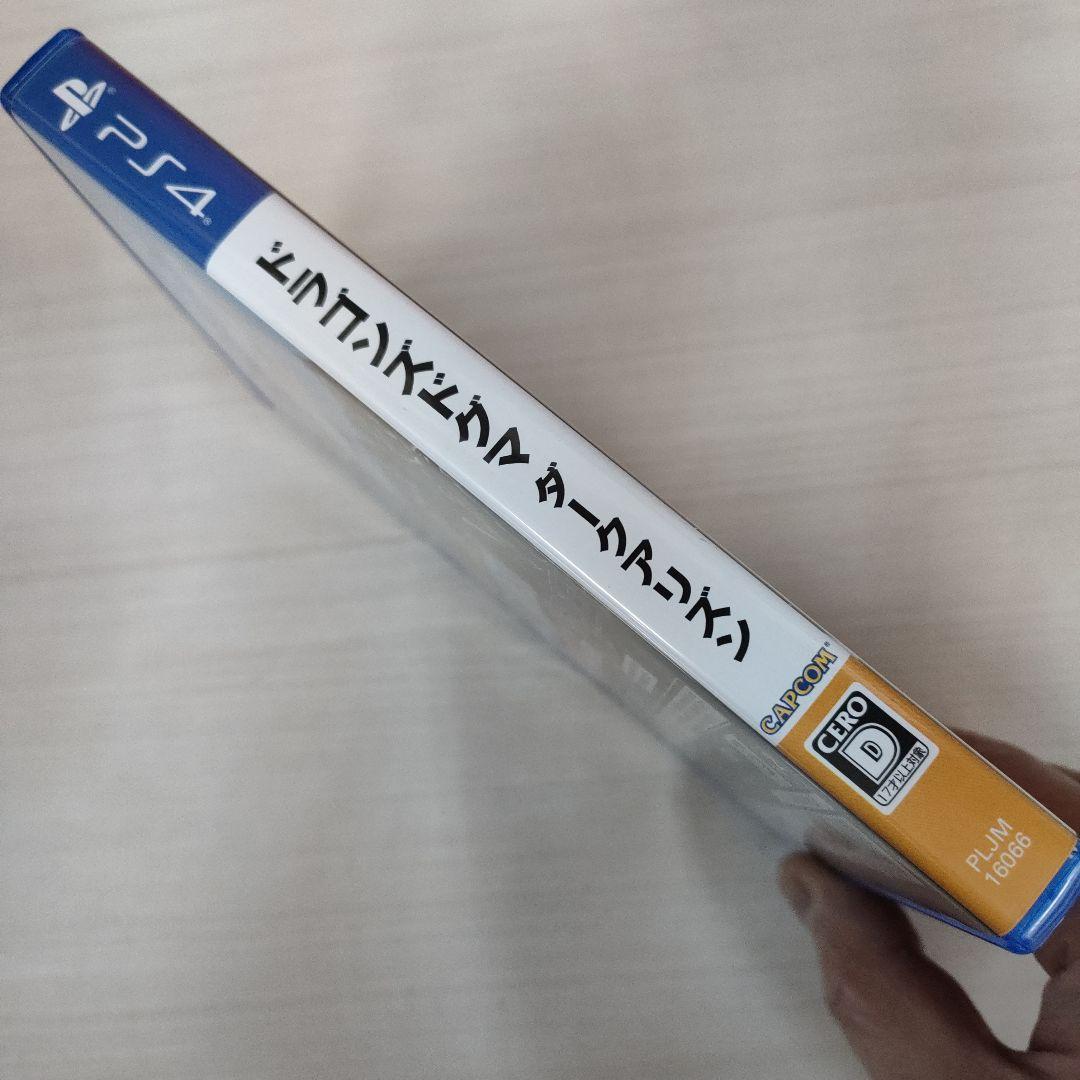 PS4
ドラゴンズドグマ ダークアリズン
CAPCOM
CERO
D
17才以上対象
PLJM
16066